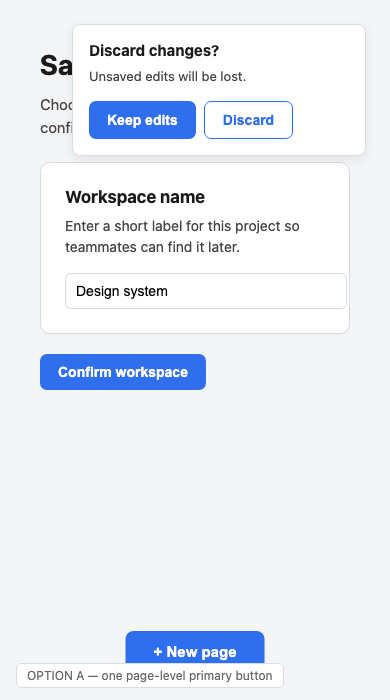 Discard changes?
Unsaved edits will be lost.
Keep edits
Discard
Workspace name
Enter a short label for this project so
teammates can find it later.
Design system
Confirm workspace
+ New page
OPTION A — one page-level primary button